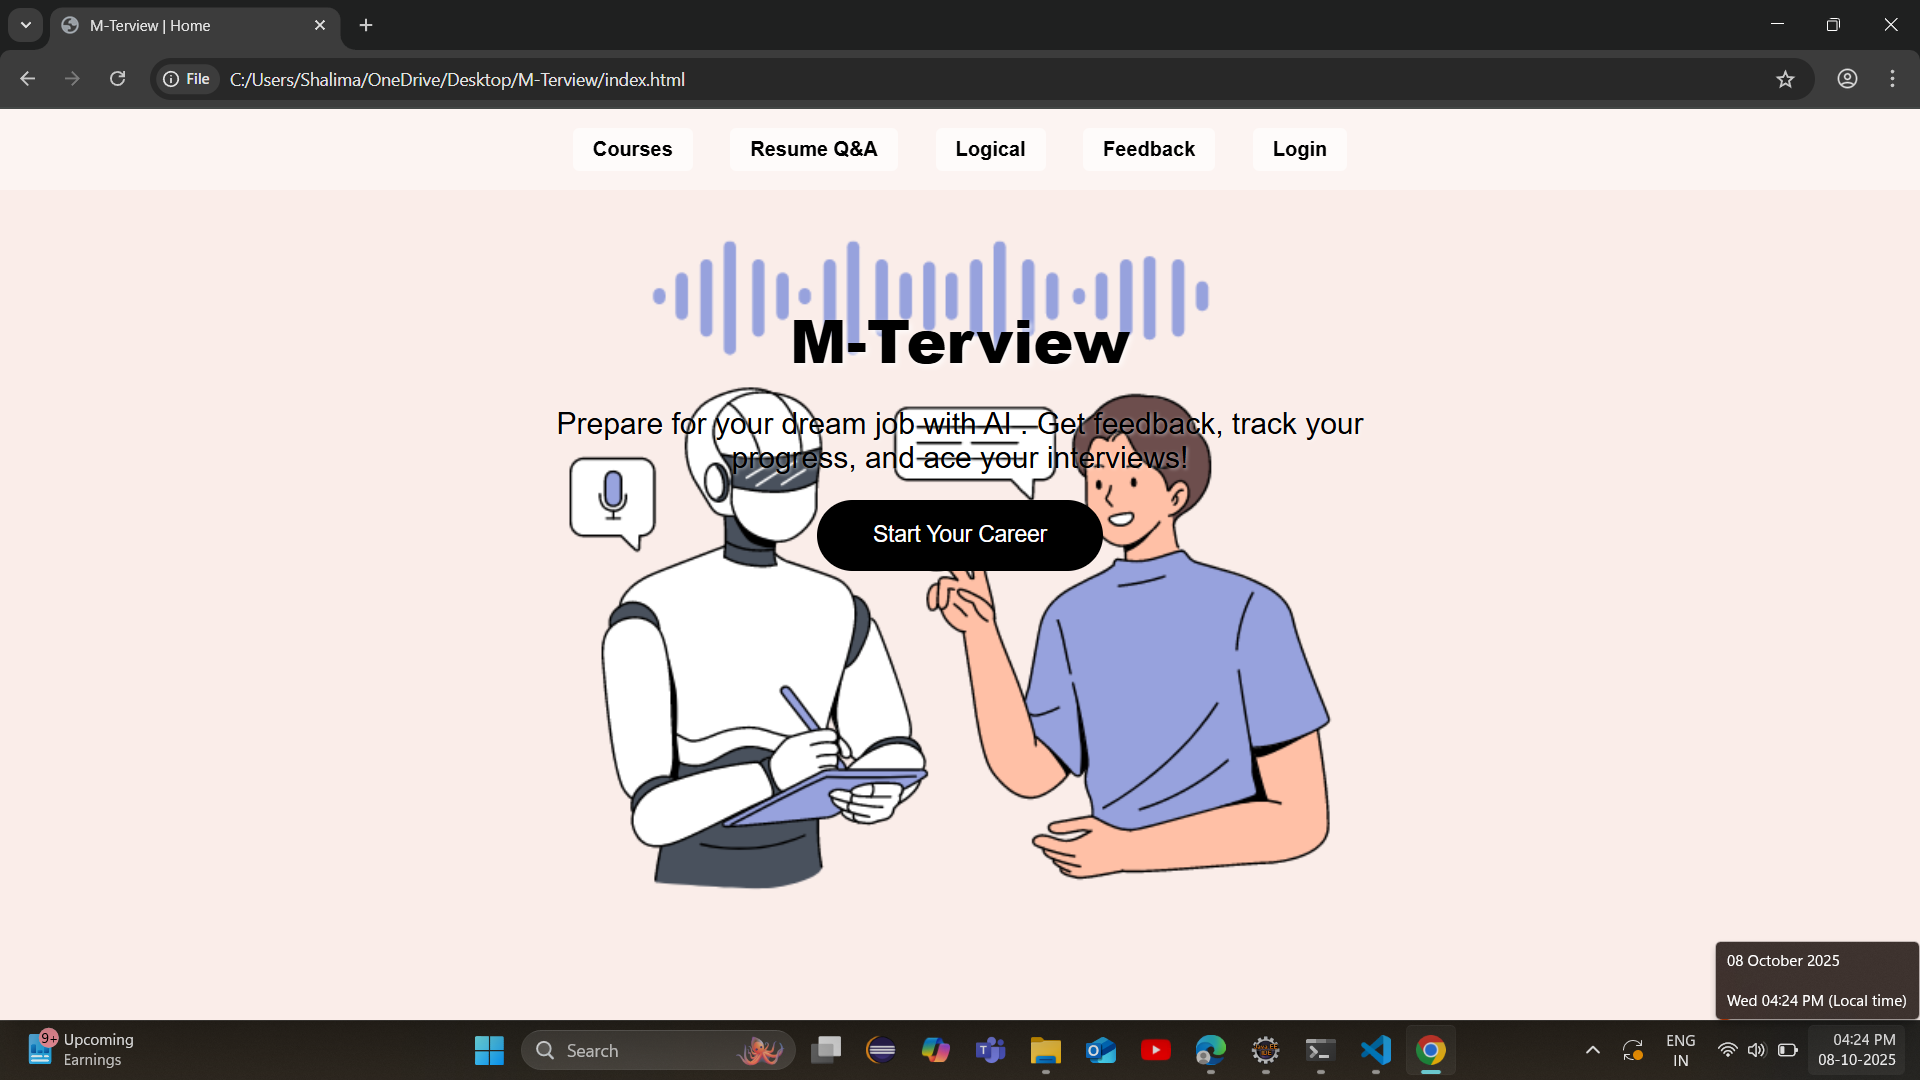 M-Terview | Home
File
C:/Users/Shalima/OneDrive/Desktop/M-Terview/index.html
Courses Resume Q&A Logical Feedback Login
M-Terview
Prepare for your dream job with AI . Get feedback, track your
progress, and ace your interviews!
Start Your Career
08 October 2025
Wed 04:24 PM (Local time)
9+
Upcoming
Earnings
Search
ENG
IN
04:24 PM
08-10-2025